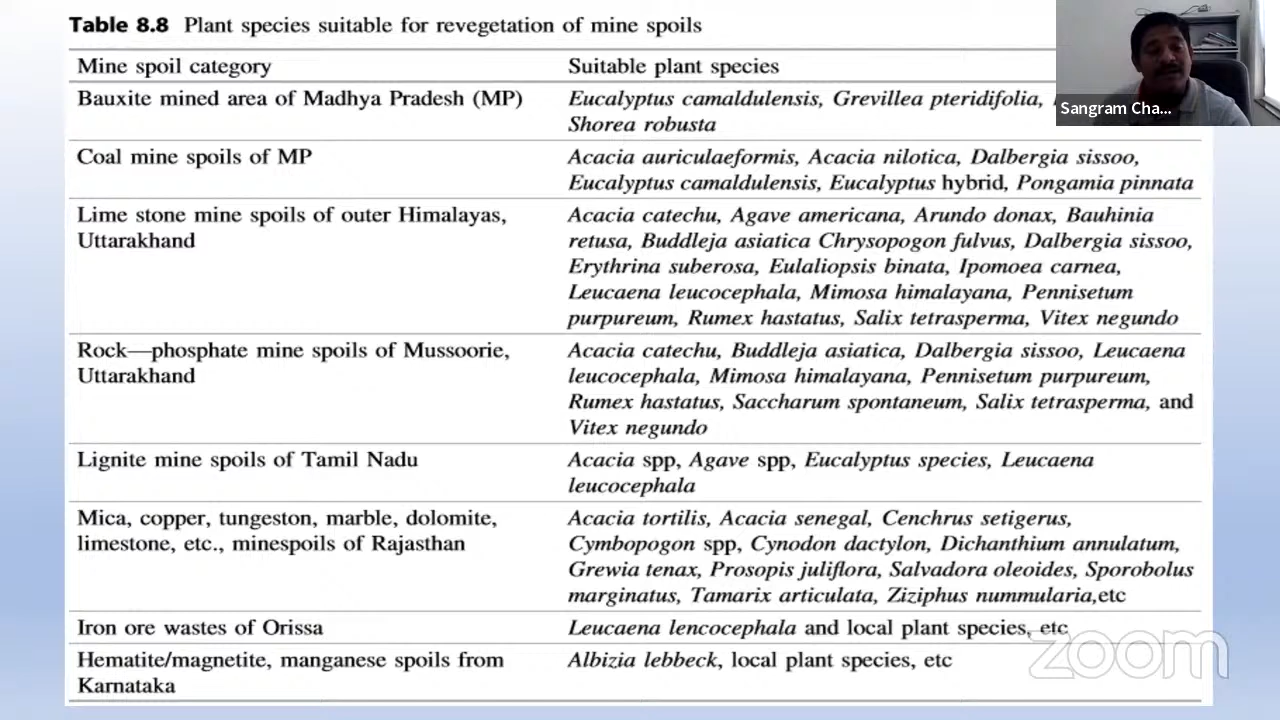 Table 8.8 Plant species suitable for revegetation of mine spoils
Mine spoil category
Suitable plant species
Bauxite mined area of Madhya Pradesh (MP)
Eucalyptus camaldulensis, Grevillea pteridifolia,
Shorea robusta
Coal mine spoils of MP
Acacia auriculaeformis, Acacia nilotica, Dalbergia sissoo,
Eucalyptus camaldulensis, Eucalyptus hybrid, Pongamia pinnata
Lime stone mine spoils of outer Himalayas,
Uttarakhand
Acacia catechu, Agave americana, Arundo donax, Bauhinia
retusa, Buddleja asiatica Chrysopogon fulvus, Dalbergia sissoo,
Erythrina suberosa, Eulaliopsis binata, Ipomoea carnea,
Leucaena leucocephala, Mimosa himalayana, Pennisetum
purpureum, Rumex hastatus, Salix tetrasperma, Vitex negundo
Rock—phosphate mine spoils of Mussoorie,
Uttarakhand
Acacia catechu, Buddleja asiatica, Dalbergia sissoo, Leucaena
leucocephala, Mimosa himalayana, Pennisetum purpureum,
Rumex hastatus, Saccharum spontaneum, Salix tetrasperma, and
Vitex negundo
Lignite mine spoils of Tamil Nadu
Acacia spp, Agave spp, Eucalyptus species, Leucaena
leucocephala
Mica, copper, tungeston, marble, dolomite,
limestone, etc., minespoils of Rajasthan
Acacia tortilis, Acacia senegal, Cenchrus setigerus,
Cymbopogon spp, Cynodon dactylon, Dichanthium annulatum,
Grewia tenax, Prosopis juliflora, Salvadora oleoides, Sporobolus
marginatus, Tamarix articulata, Ziziphus nummularia,etc
Iron ore wastes of Orissa
Leucaena lencocephala and local plant species, etc
Hematite/magnetite, manganese spoils from
Karnataka
Albizia lebbeck, local plant species, etc
Sangram Cha...
zoom